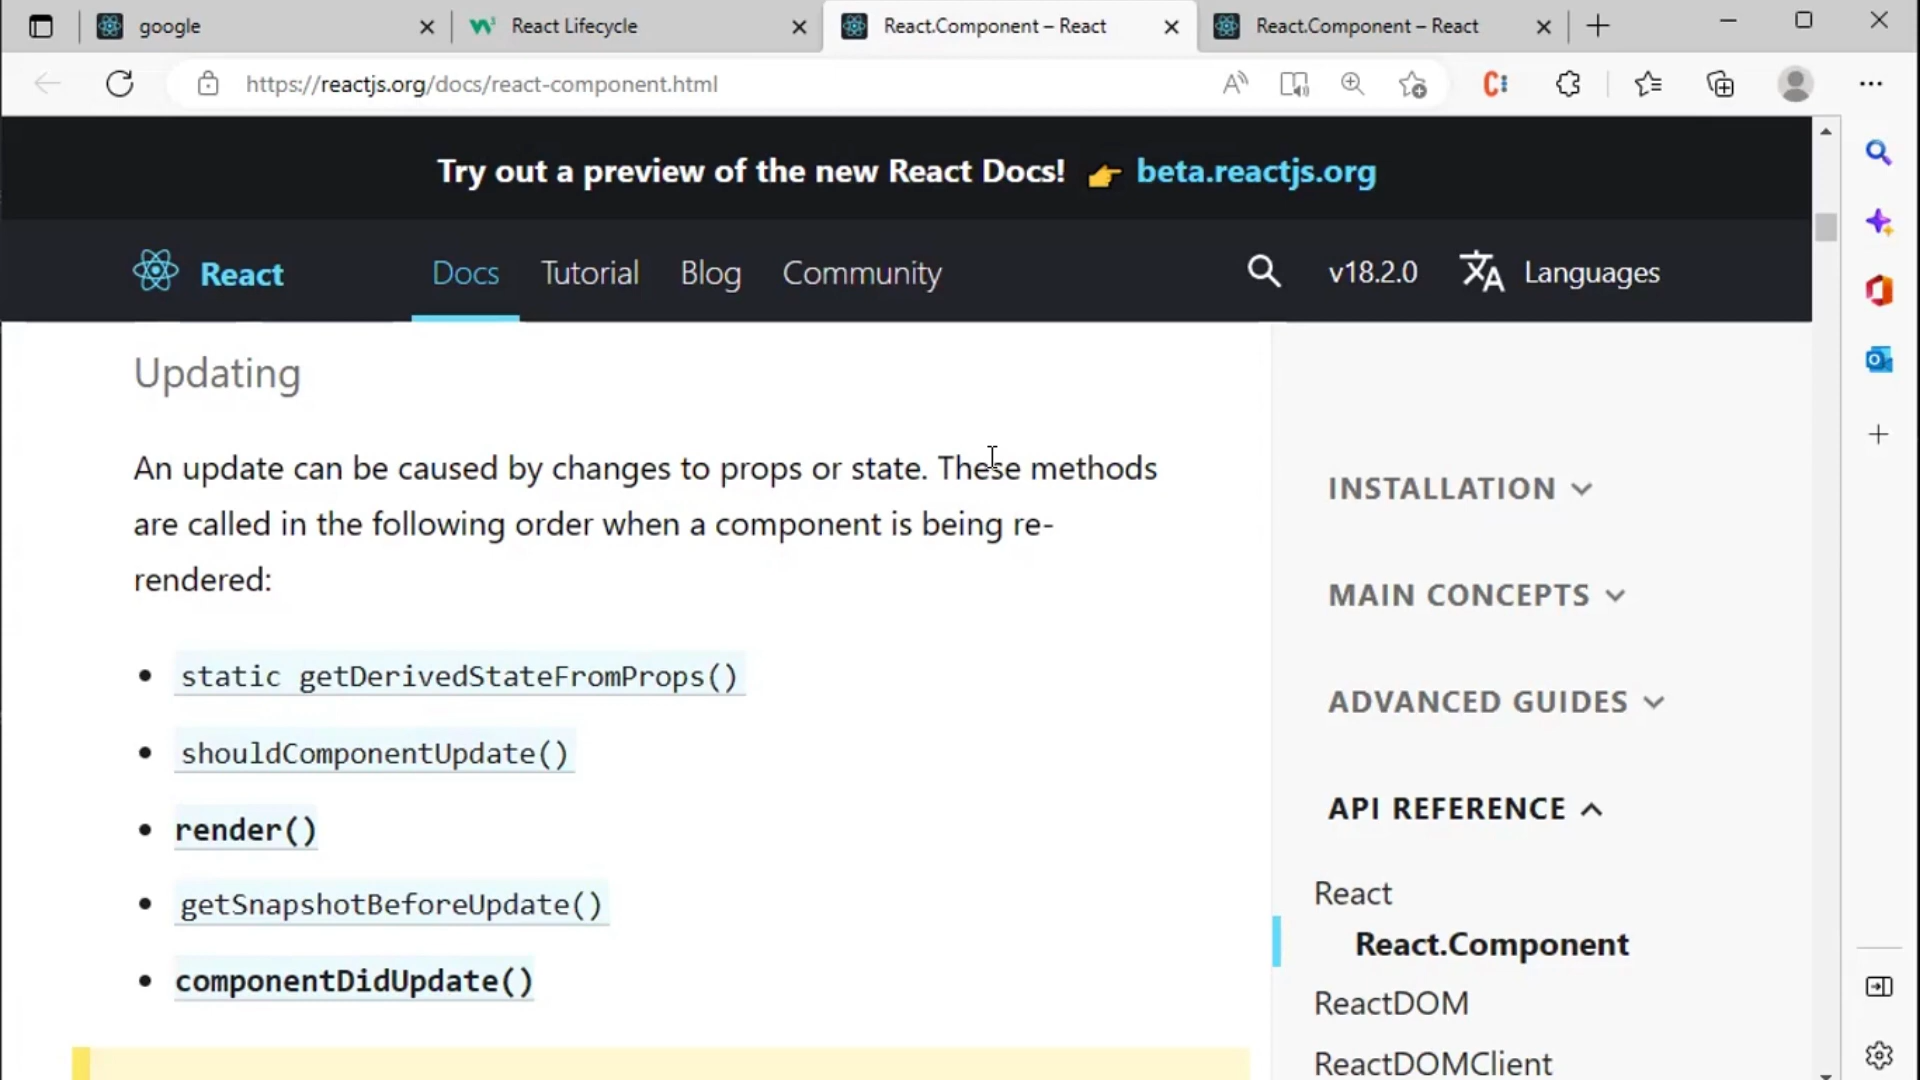 google
React Lifecycle
React.Component – React
React.Component – React
https://reactjs.org/docs/react-component.html
Try out a preview of the new React Docs! 👉 beta.reactjs.org
React
Docs
Tutorial
Blog
Community
v18.2.0
Languages
Updating
An update can be caused by changes to props or state. These methods
are called in the following order when a component is being re-
rendered:
• static getDerivedStateFromProps()
• shouldComponentUpdate()
• render()
• getSnapshotBeforeUpdate()
• componentDidUpdate()
INSTALLATION
MAIN CONCEPTS
ADVANCED GUIDES
API REFERENCE
React
React.Component
ReactDOM
ReactDOMClient